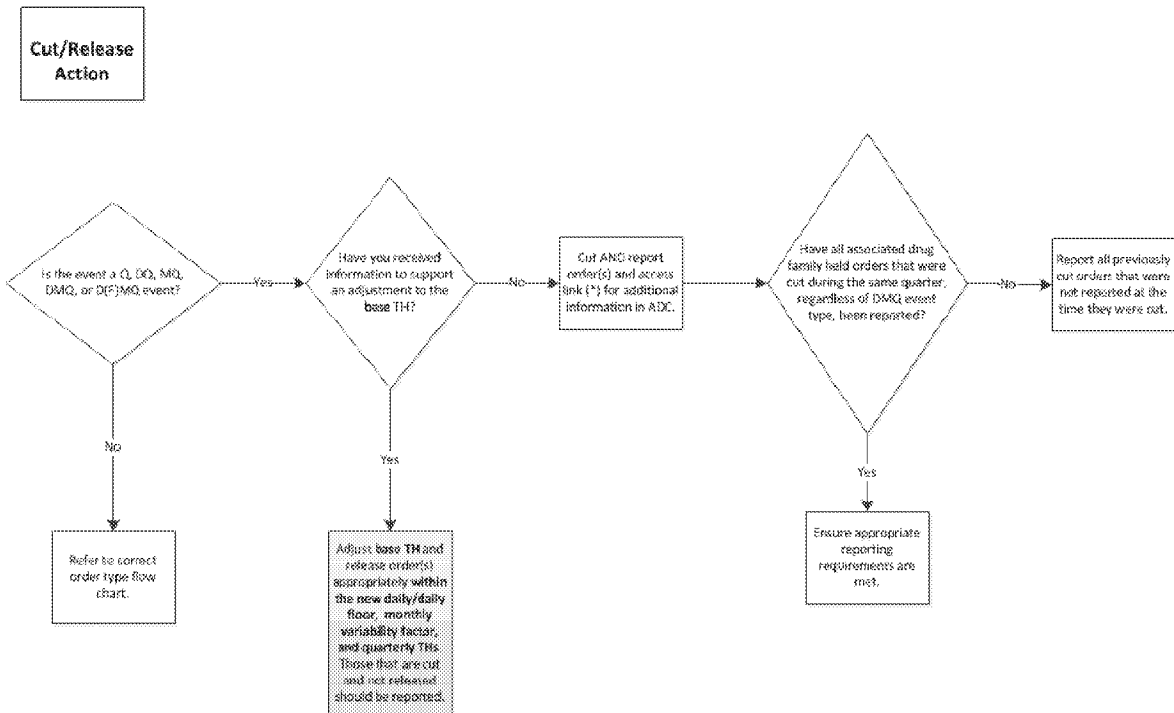 Cut/Release
Action
Is the event a Q, DQ, MQ,
DMQ, or D(F)MQ event?
Yes
No
Refer to correct
order type flow
chart.
Have you received
information to support
an adjustment to the
base TH?
No
Yes
Adjust base TH and
release order(s)
appropriately within
the new daily/daily
floor, monthly
variability factor,
and quarterly THs.
Those that are cut
and not released
should be reported.
Cut AND report
order(s) and access
link (*) for additional
information in ADC.
Have all associated drug
family held orders that were
cut during the same quarter,
regardless of DMQ event
type, been reported?
No
Yes
Ensure appropriate
reporting
requirements are
met.
Report all previously
cut orders that were
not reported at the
time they were cut.